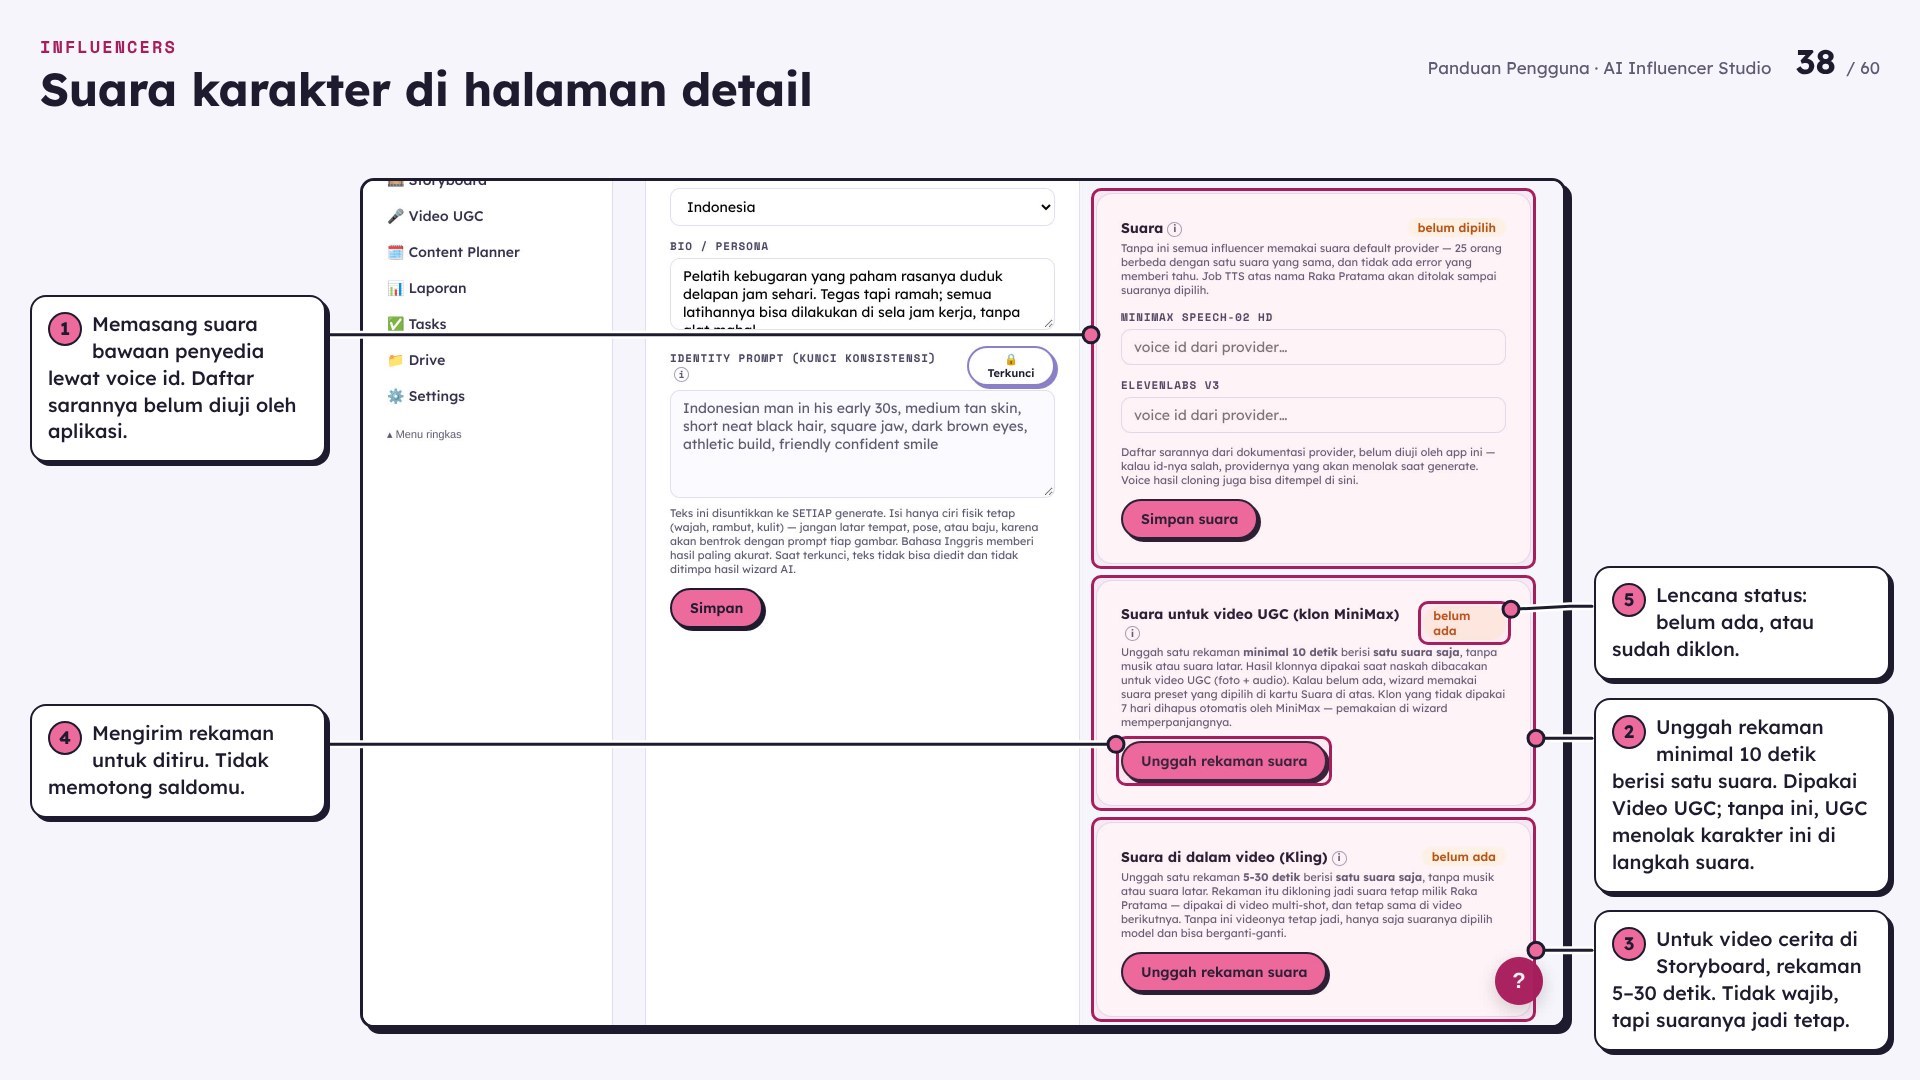 INFLUENCERS
Suara karakter di halaman detail
Panduan Pengguna · AI Influencer Studio 38 / 60
1 Memasang suara
bawaan penyedia
lewat voice id. Daftar
sarannya belum diuji oleh
aplikasi.
4 Mengirim rekaman
untuk ditiru. Tidak
memotong saldomu.
Storyboard
Video UGC
Content Planner
Laporan
Tasks
Drive
Settings
▴ Menu ringkas
Indonesia
BIO / PERSONA
Pelatih kebugaran yang paham rasanya duduk
delapan jam sehari. Tegas tapi ramah; semua
latihannya bisa dilakukan di sela jam kerja, tanpa
alat mahal.
IDENTITY PROMPT (KUNCI KONSISTENSI)
i
Terkunci
Indonesian man in his early 30s, medium tan skin,
short neat black hair, square jaw, dark brown eyes,
athletic build, friendly confident smile
Teks ini disuntikkan ke SETIAP generate. Isi hanya ciri fisik tetap
(wajah, rambut, kulit) — jangan latar tempat, pose, atau baju, karena
akan bentrok dengan prompt tiap gambar. Bahasa Inggris memberi
hasil paling akurat. Saat terkunci, teks tidak bisa diedit dan tidak
ditimpa hasil wizard AI.
Simpan
Suara i belum dipilih
Tanpa ini semua influencer memakai suara default provider — 25 orang
berbeda dengan satu suara yang sama, dan tidak ada error yang
memberi tahu. Job TTS atas nama Raka Pratama akan ditolak sampai
suaranya dipilih.
MINIMAX SPEECH-02 HD
voice id dari provider…
ELEVENLABS V3
voice id dari provider…
Daftar sarannya dari dokumentasi provider, belum diuji oleh app ini —
kalau id-nya salah, providernya yang akan menolak saat generate.
Voice hasil cloning juga bisa ditempel di sini.
Simpan suara
Suara untuk video UGC (klon MiniMax)
i
belum
ada
Unggah satu rekaman minimal 10 detik berisi satu suara saja, tanpa
musik atau suara latar. Hasil klonnya dipakai saat naskah dibacakan
untuk video UGC (foto + audio). Kalau belum ada, wizard memakai
suara preset yang dipilih di kartu Suara di atas. Klon yang tidak dipakai
7 hari dihapus otomatis oleh MiniMax — pemakaian di wizard
memperpanjangnya.
Unggah rekaman suara
Suara di dalam video (Kling) i belum ada
Unggah satu rekaman 5-30 detik berisi satu suara saja, tanpa musik
atau suara latar. Rekaman itu dikloning jadi suara tetap milik Raka
Pratama — dipakai di video multi-shot, dan tetap sama di video
berikutnya. Tanpa ini videonya tetap jadi, hanya saja suaranya dipilih
model dan bisa berganti-ganti.
Unggah rekaman suara
?
5 Lencana status:
belum ada, atau
sudah diklon.
2 Unggah rekaman
minimal 10 detik
berisi satu suara. Dipakai
Video UGC; tanpa ini, UGC
menolak karakter ini di
langkah suara.
3 Untuk video cerita di
Storyboard, rekaman
5–30 detik. Tidak wajib,
tapi suaranya jadi tetap.